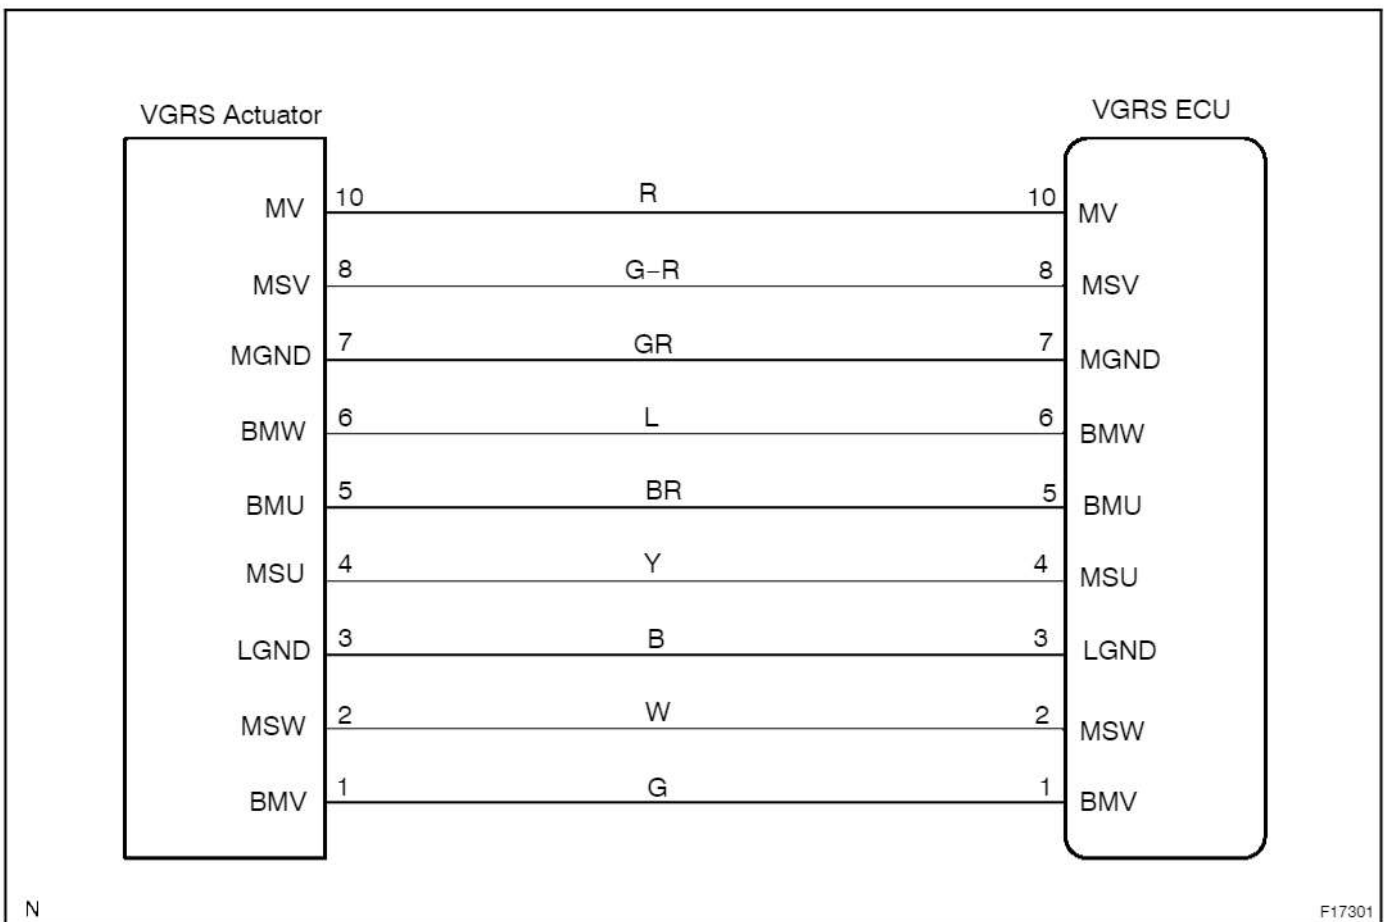 VGRS Actuator VGRS ECU
MV 10 R 10 MV
MSV 8 G–R 8 MSV
MGND 7 GR 7 MGND
BMW 6 L 6 BMW
BMU 5 BR 5 BMU
MSU 4 Y 4 MSU
LGND 3 B 3 LGND
MSW 2 W 2 MSW
BMV 1 G 1 BMV
N F17301